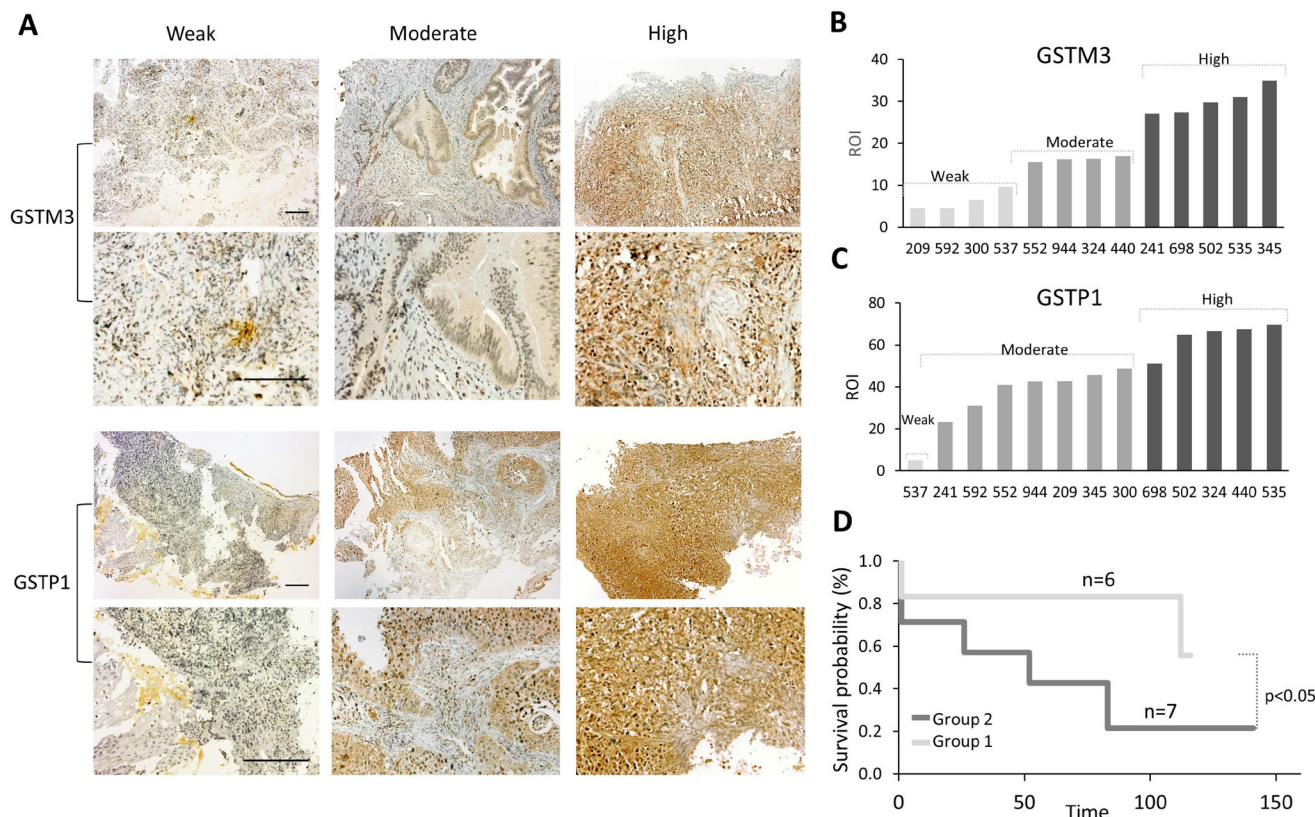 A
Weak Moderate High
GSTM3
GSTP1
B
GSTM3
ROI
40
30
20
10
0
Weak
Moderate
High
209 592 300 537 552 944 324 440 241 698 502 535 345
C
GSTP1
ROI
80
60
40
20
0
Weak
Moderate
High
537 241 592 552 944 209 345 300 698 502 324 440 535
D
Survival probability (%)
1.0
0.8
0.6
0.4
0.2
0.0
n=6
n=7
p<0.05
Group 2
Group 1
0 50 100 150
Time